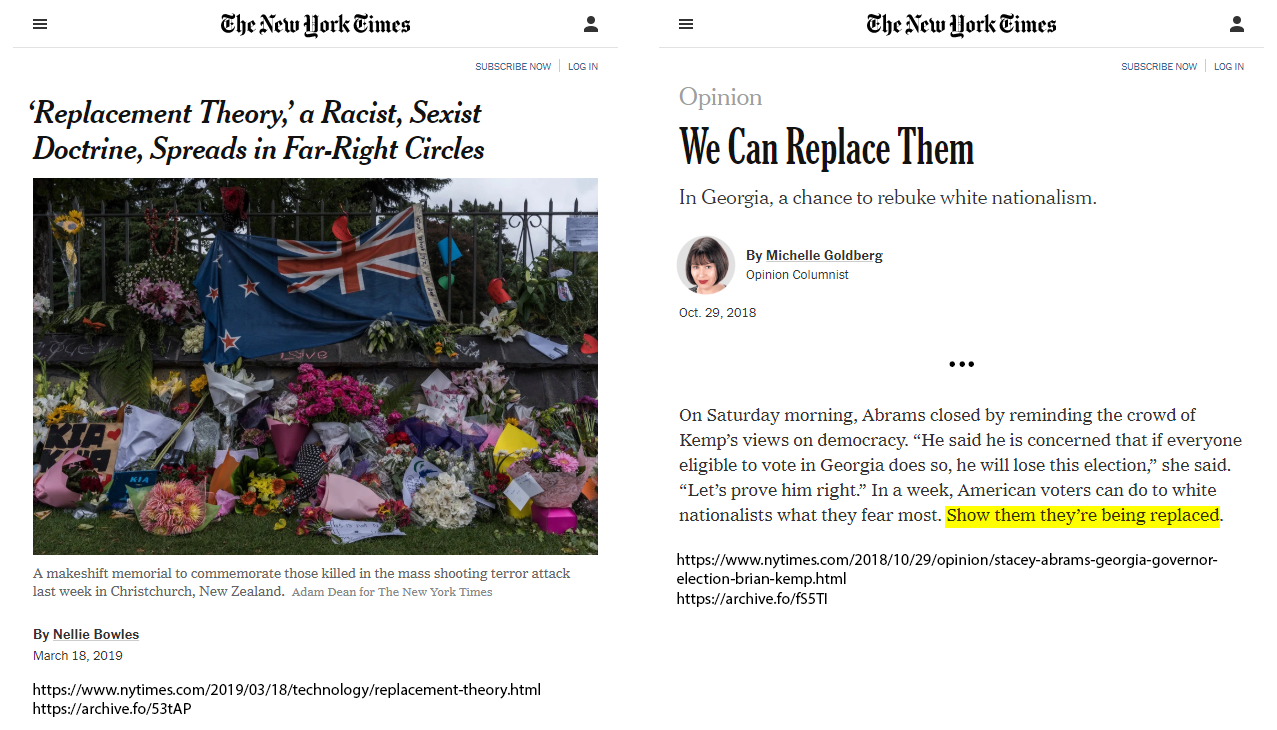 The New York Times
SUBSCRIBE NOW | LOG IN
‘Replacement Theory,’ a Racist, Sexist
Doctrine, Spreads in Far-Right Circles
love
KIA
KIA
A makeshift memorial to commemorate those killed in the mass shooting terror attack
last week in Christchurch, New Zealand. Adam Dean for The New York Times
By Nellie Bowles
March 18, 2019
https://www.nytimes.com/2019/03/18/technology/replacement-theory.html
https://archive.fo/53tAP
The New York Times
SUBSCRIBE NOW | LOG IN
Opinion
We Can Replace Them
In Georgia, a chance to rebuke white nationalism.
By Michelle Goldberg
Opinion Columnist
Oct. 29, 2018
•••
On Saturday morning, Abrams closed by reminding the crowd of
Kemp’s views on democracy. “He said he is concerned that if everyone
eligible to vote in Georgia does so, he will lose this election,” she said.
“Let’s prove him right.” In a week, American voters can do to white
nationalists what they fear most. Show them they’re being replaced.
https://www.nytimes.com/2018/10/29/opinion/stacey-abrams-georgia-governor-
election-brian-kemp.html
https://archive.fo/fS5TI